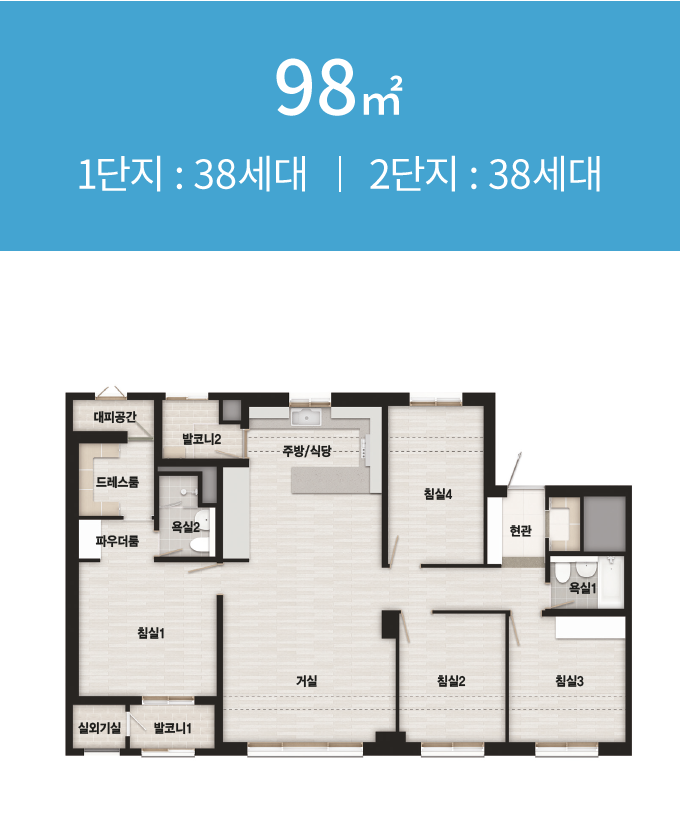 98㎡
1단지 : 38세대 | 2단지 : 38세대
대피공간
발코니2
주방/식당
드레스룸
침실4
욕실2
현관
파우더룸
욕실1
침실1
거실
침실2
침실3
실외기실
발코니1